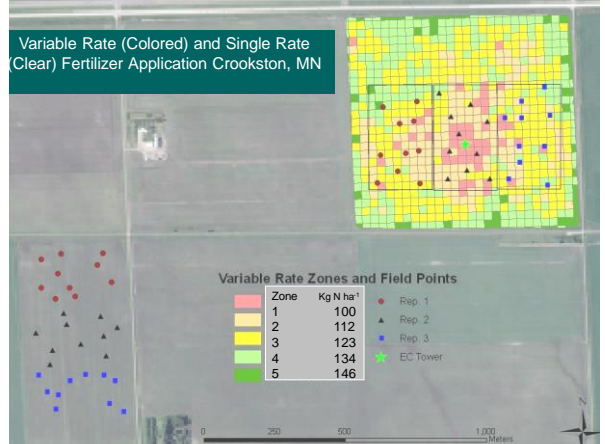 Variable Rate (Colored) and Single Rate
(Clear) Fertilizer Application Crookston, MN
Variable Rate Zones and Field Points
Zone Kg N ha⁻¹
1 100
2 112
3 123
4 134
5 146
Rep. 1
Rep. 2
Rep. 3
EC Tower
N
0 250 500 1,000
Meters